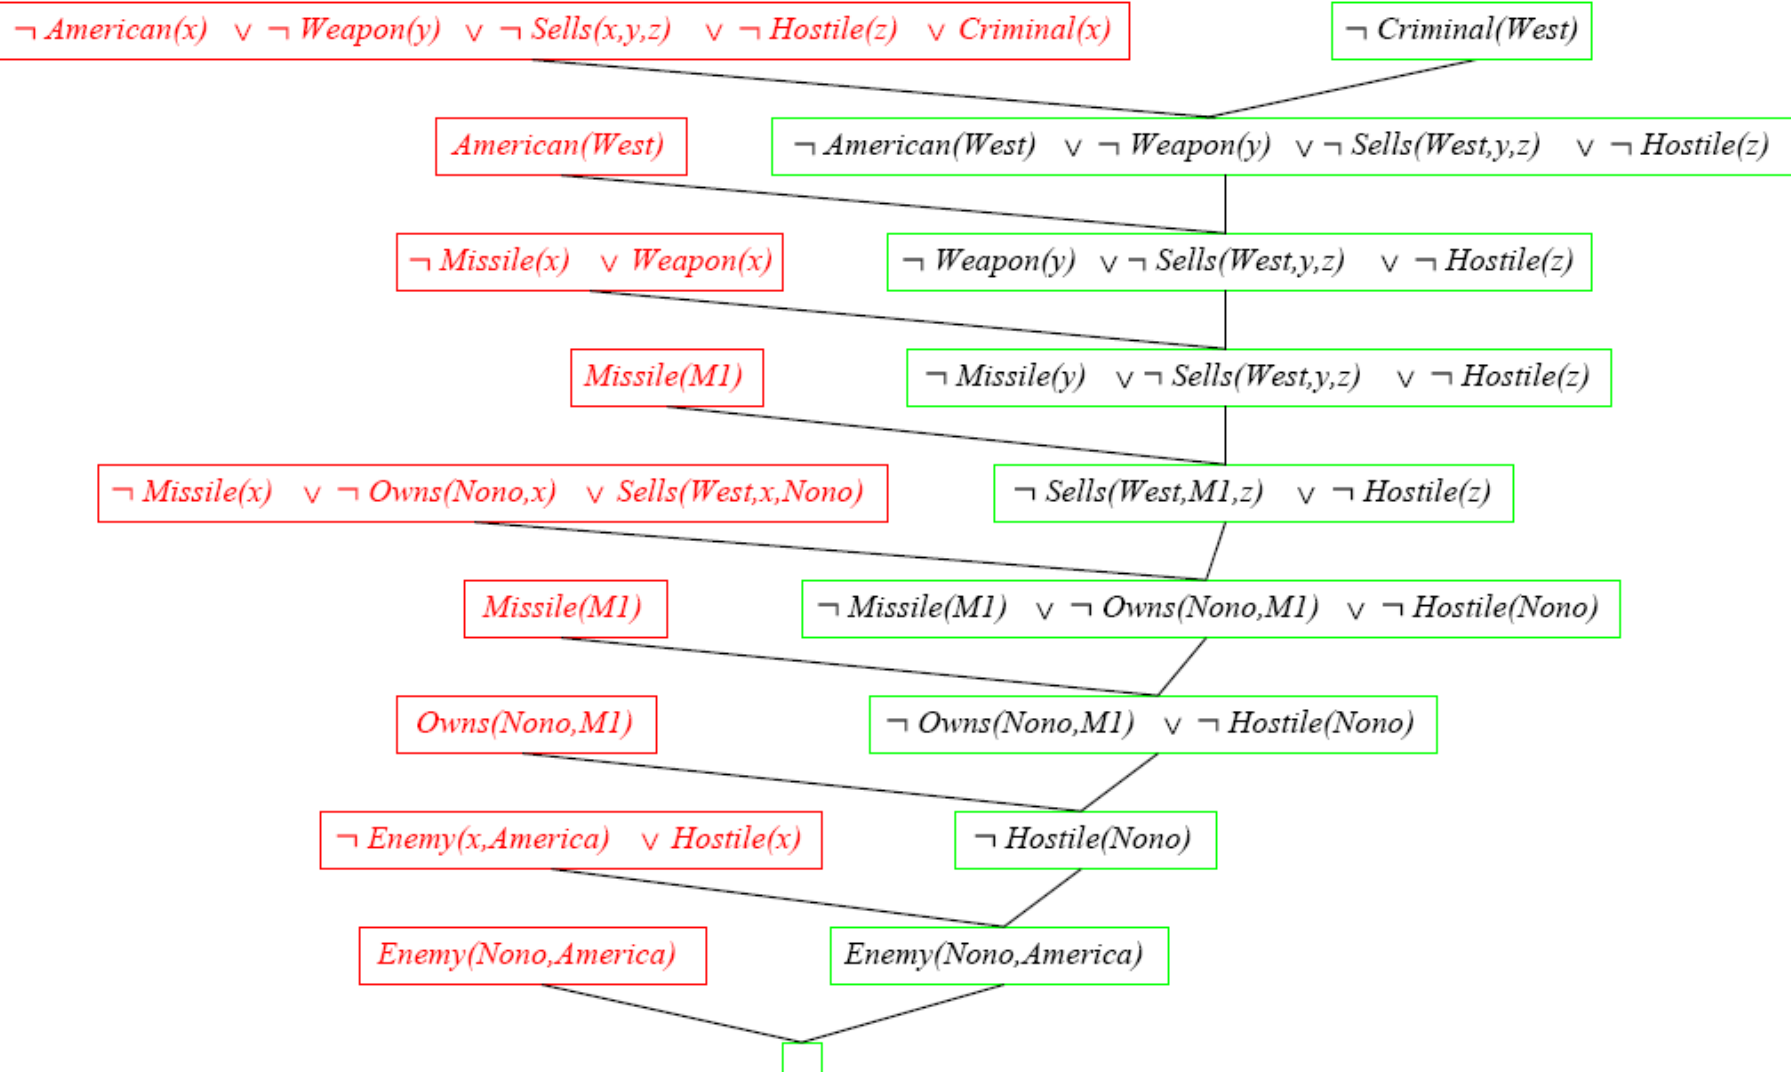 ¬ American(x) ∨ ¬ Weapon(y) ∨ ¬ Sells(x,y,z) ∨ ¬ Hostile(z) ∨ Criminal(x) ¬ Criminal(West)
American(West) ¬ American(West) ∨ ¬ Weapon(y) ∨ ¬ Sells(West,y,z) ∨ ¬ Hostile(z)
¬ Missile(x) ∨ Weapon(x) ¬ Weapon(y) ∨ ¬ Sells(West,y,z) ∨ ¬ Hostile(z)
Missile(M1) ¬ Missile(y) ∨ ¬ Sells(West,y,z) ∨ ¬ Hostile(z)
¬ Missile(x) ∨ ¬ Owns(Nono,x) ∨ Sells(West,x,Nono) ¬ Sells(West,M1,z) ∨ ¬ Hostile(z)
Missile(M1) ¬ Missile(M1) ∨ ¬ Owns(Nono,M1) ∨ ¬ Hostile(Nono)
Owns(Nono,M1) ¬ Owns(Nono,M1) ∨ ¬ Hostile(Nono)
¬ Enemy(x,America) ∨ Hostile(x) ¬ Hostile(Nono)
Enemy(Nono,America) Enemy(Nono,America)